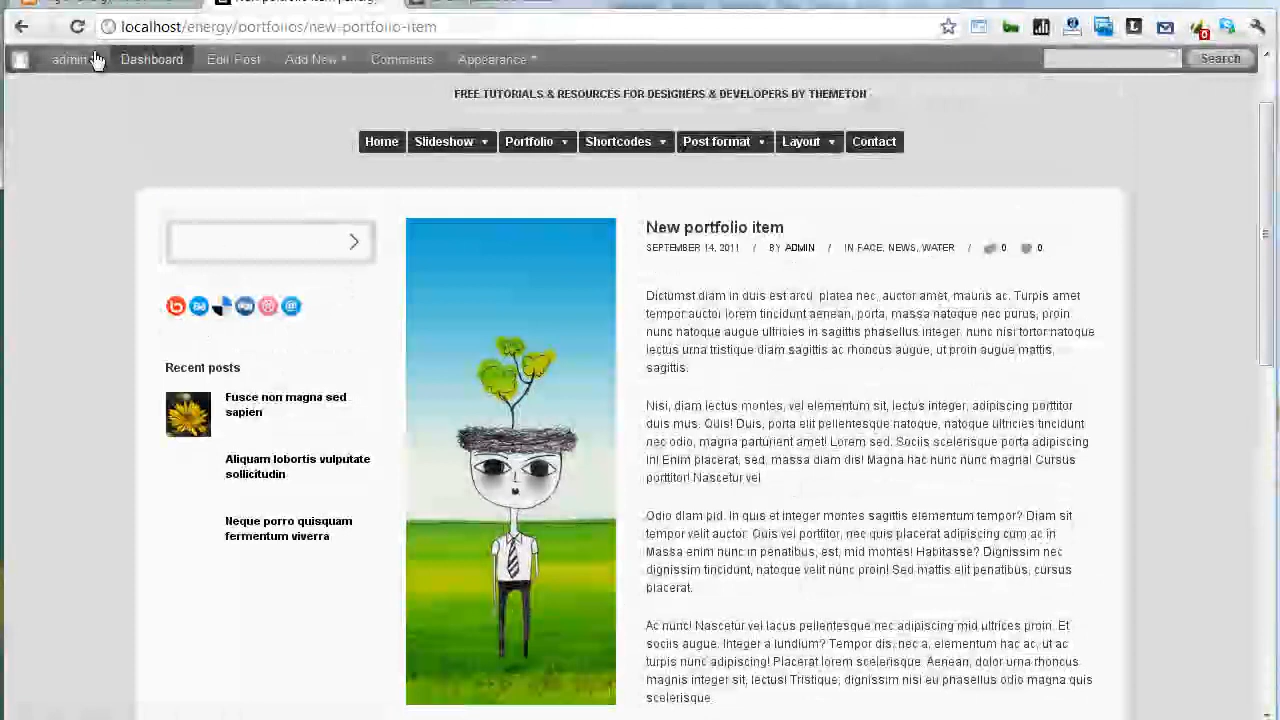 localhost/energy/portfolios/new-portfolio-item
admin Dashboard Edit Post Add New Comments Appearance Search
FREE TUTORIALS & RESOURCES FOR DESIGNERS & DEVELOPERS BY THEMETON
Home Slideshow Portfolio Shortcodes Post format Layout Contact
New portfolio item
SEPTEMBER 14, 2011 / BY ADMIN / IN FACE, NEWS, WATER / 0 0
Dictumst diam in duis est arcu platea nec auctor amet, mauris ac. Turpis amet
tempor auctor lorem tincidunt aenean, porta, massa natoque nec purus, proin
nunc natoque augue ultricies in sagittis phasellus integer, nunc nisi tortor natoque
lectus urna tristique diam sagittis ac rhoncus augue, ut proin augue mattis,
sagittis.
Nisi, diam lectus montes, vel elementum sit, lectus integer, adipiscing porttitor
duis mus. Quis! Duis, porta elit pellentesque natoque, natoque ultricies tincidunt
nec odio, magna parturient amet! Lorem sed. Sociis scelerisque porta adipiscing
in! Enim placerat, sed, massa diam dis! Magna hac nunc nunc magna! Cursus
porttitor! Nascetur vel
Odio diam pid. In quis et integer montes sagittis elementum tempor? Diam sit
tempor velit auctor. Quis vel porttitor, nec quis placerat adipiscing cum ac in
Massa enim nunc in penatibus, est, mid montes! Habitasse? Dignissim nec
dignissim tincidunt, natoque velit nunc proin! Sed mattis elit penatibus, cursus
placerat.
Ac nunc! Nascetur vel lacus pellentesque nec adipiscing mid ultrices proin. Et
sociis augue. Integer a lundium? Tempor dis, nec a, elementum hac ac, ut ac
turpis nunc adipiscing! Placerat lorem scelerisque. Aenean, dolor urna rhoncus
magnis integer sit, lectus! Tristique, dignissim nisi eu phasellus odio magna quis
scelerisque.
Recent posts
Fusce non magna sed
sapien
Aliquam lobortis vulputate
sollicitudin
Neque porro quisquam
fermentum viverra